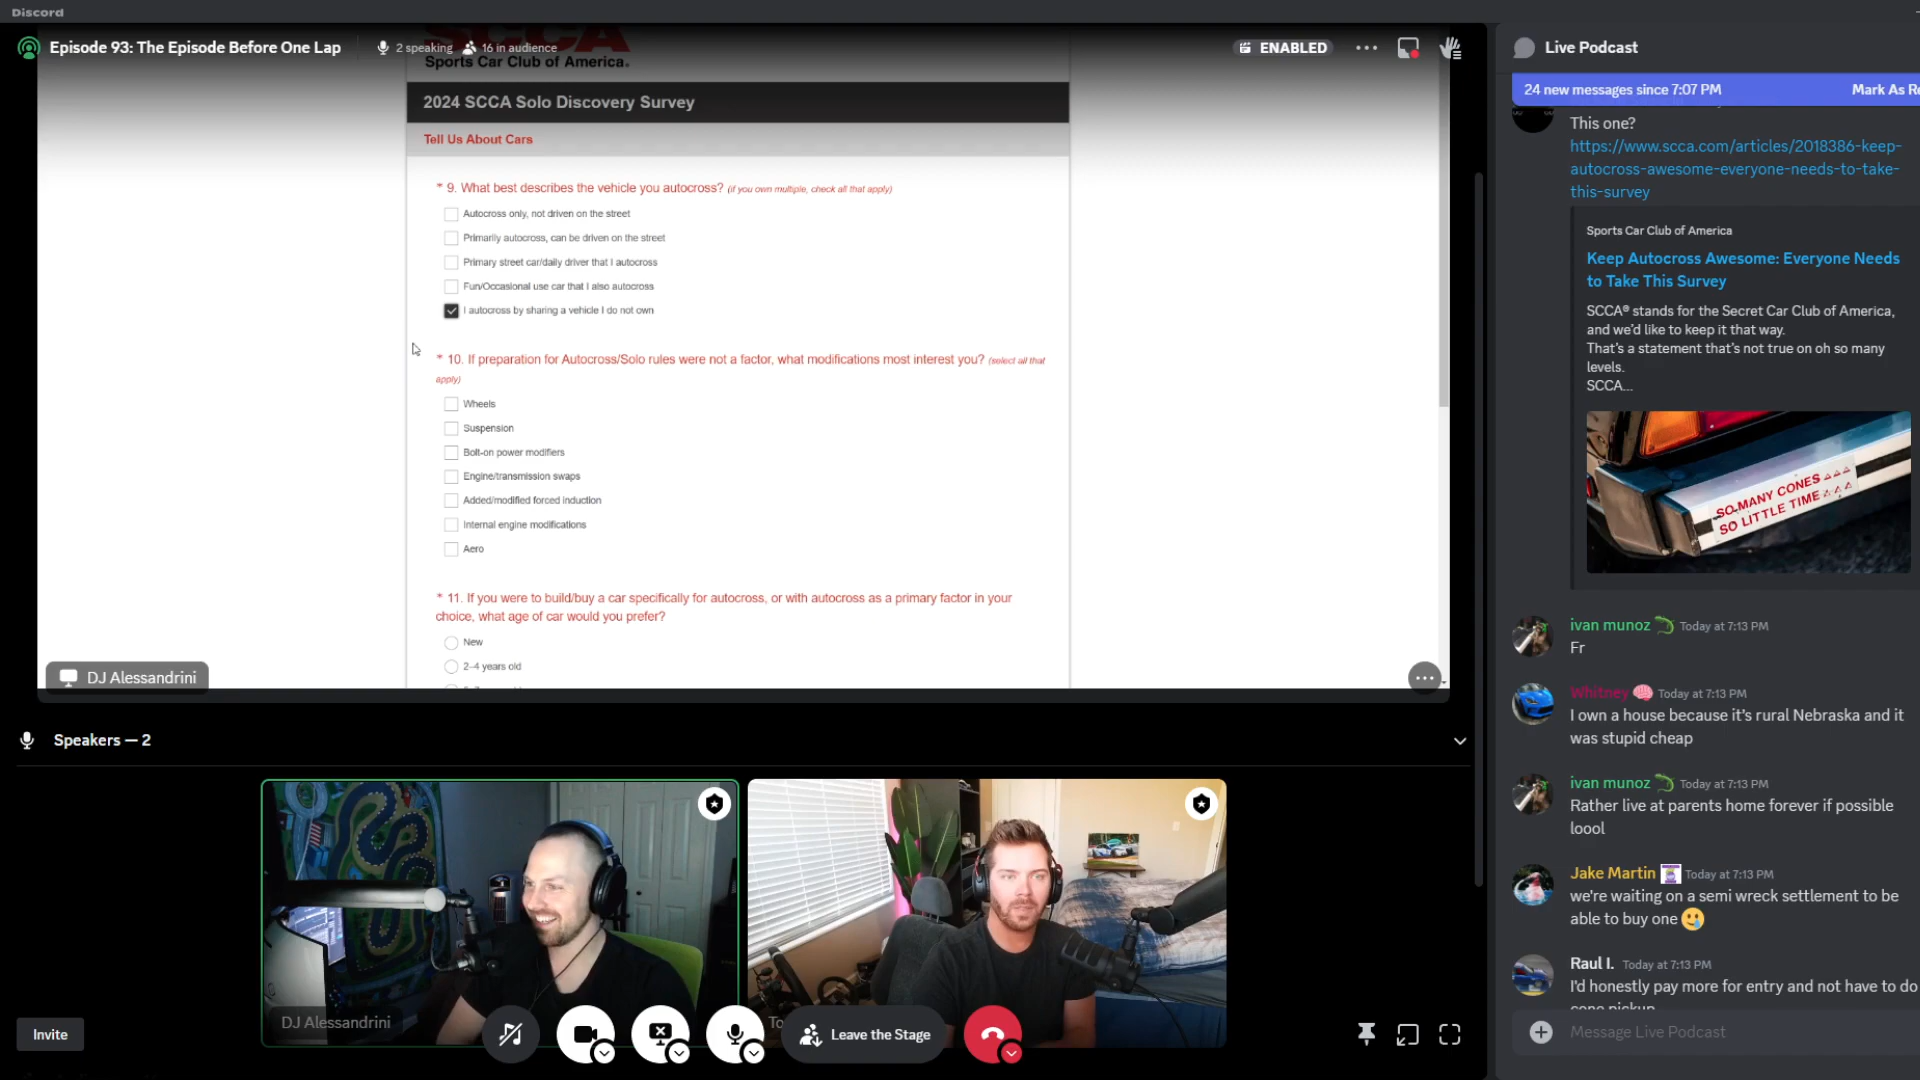 Discord
Episode 93: The Episode Before One Lap
2 speaking
16 in audience
ENABLED
SCCA
Sports Car Club of America.
2024 SCCA Solo Discovery Survey
Tell Us About Cars
* 9. What best describes the vehicle you autocross? (if you own multiple, check all that apply)
Autocross only, not driven on the street
Primarily autocross, can be driven on the street
Primary street car/daily driver that I autocross
Fun/Occasional use car that I also autocross
I autocross by sharing a vehicle I do not own
* 10. If preparation for Autocross/Solo rules were not a factor, what modifications most interest you? (select all that
apply)
Wheels
Suspension
Bolt-on power modifiers
Engine/transmission swaps
Added/modified forced induction
Internal engine modifications
Aero
* 11. If you were to build/buy a car specifically for autocross, or with autocross as a primary factor in your
choice, what age of car would you prefer?
New
2-4 years old
DJ Alessandrini
Speakers — 2
DJ Alessandrini
To
Invite
Leave the Stage
Live Podcast
24 new messages since 7:07 PM
Mark As Re
This one?
https://www.scca.com/articles/2018386-keep-
autocross-awesome-everyone-needs-to-take-
this-survey
Sports Car Club of America
Keep Autocross Awesome: Everyone Needs
to Take This Survey
SCCA® stands for the Secret Car Club of America,
and we'd like to keep it that way.
That's a statement that's not true on oh so many
levels.
SCCA...
SO MANY CONES
SO LITTLE TIME
ivan munoz Today at 7:13 PM
Fr
Whitney Today at 7:13 PM
I own a house because it's rural Nebraska and it
was stupid cheap
ivan munoz Today at 7:13 PM
Rather live at parents home forever if possible
loool
Jake Martin Today at 7:13 PM
we're waiting on a semi wreck settlement to be
able to buy one
Raul I. Today at 7:13 PM
I'd honestly pay more for entry and not have to do
cone pickup
Message Live Podcast